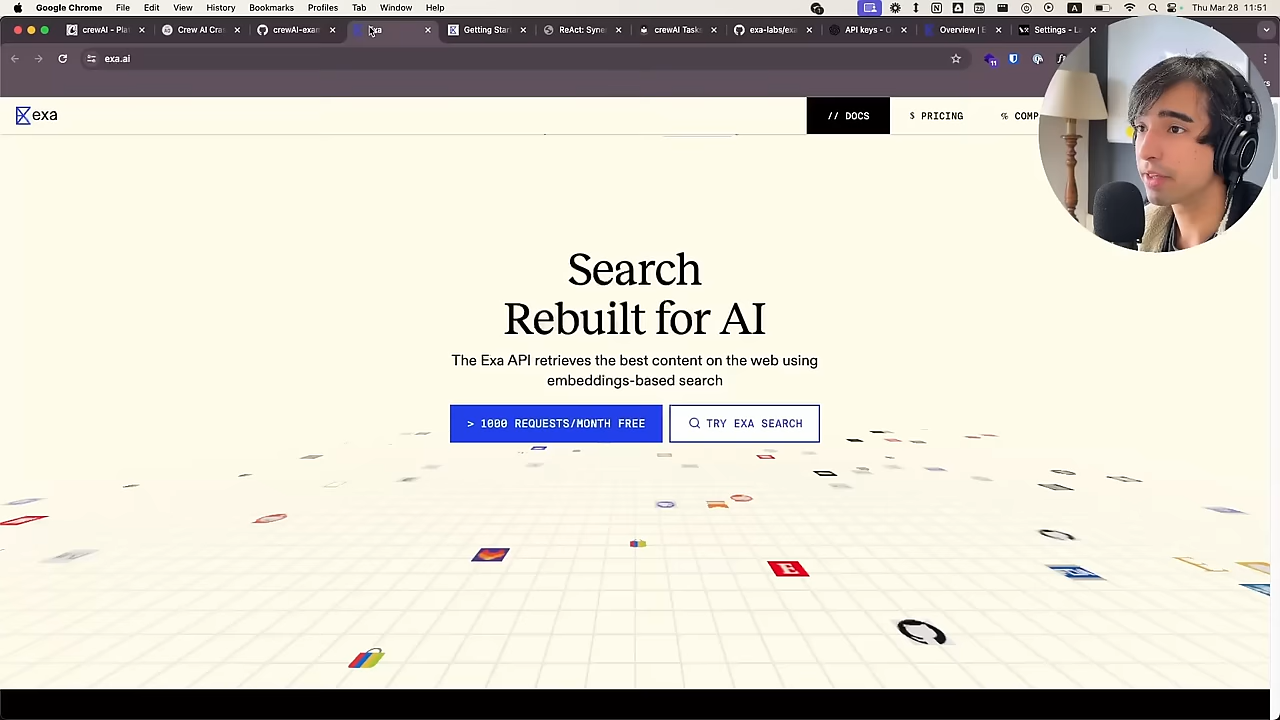 Google Chrome File Edit View History Bookmarks Profiles Tab Window Help Thu Mar 28 11:51
crewAI - Pla Crew AI Cra crewAI-exan Exa Getting Star ReAct: Syne crewAI Tasks exa-labs/exa API keys - O Overview | E Settings - La
exa.ai
exa
// DOCS $ PRICING % COMP
Search
Rebuilt for AI
The Exa API retrieves the best content on the web using
embeddings-based search
> 1000 REQUESTS/MONTH FREE TRY EXA SEARCH
E